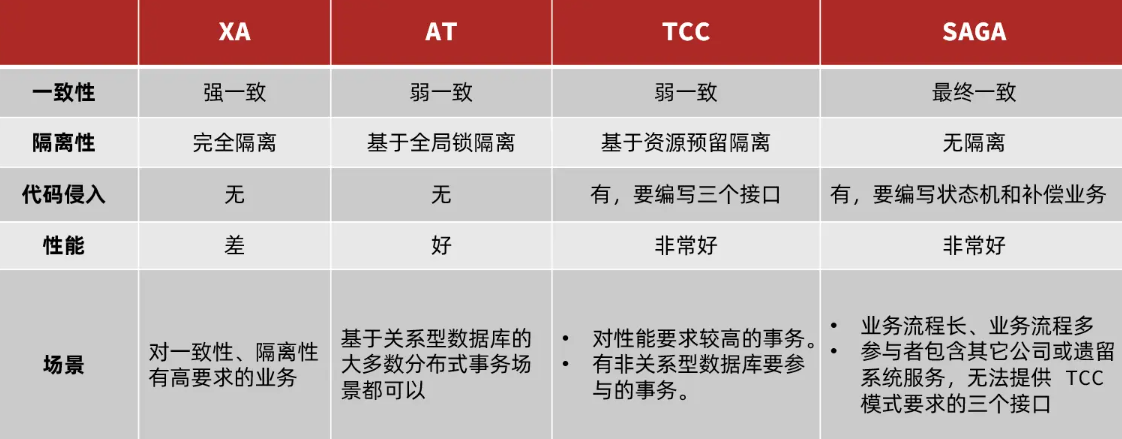 XA AT TCC SAGA
一致性 强一致 弱一致 弱一致 最终一致
隔离性 完全隔离 基于全局锁隔离 基于资源预留隔离 无隔离
代码侵入 无 无 有，要编写三个接口 有，要编写状态机和补偿业务
性能 差 好 非常好 非常好
场景
对一致性、隔离性
有高要求的业务
基于关系型数据库的
大多数分布式事务场
景都可以
• 对性能要求较高的事务。
• 有非关系型数据库要参
与的事务。
• 业务流程长、业务流程多
• 参与者包含其它公司或遗留
系统服务，无法提供 TCC
模式要求的三个接口